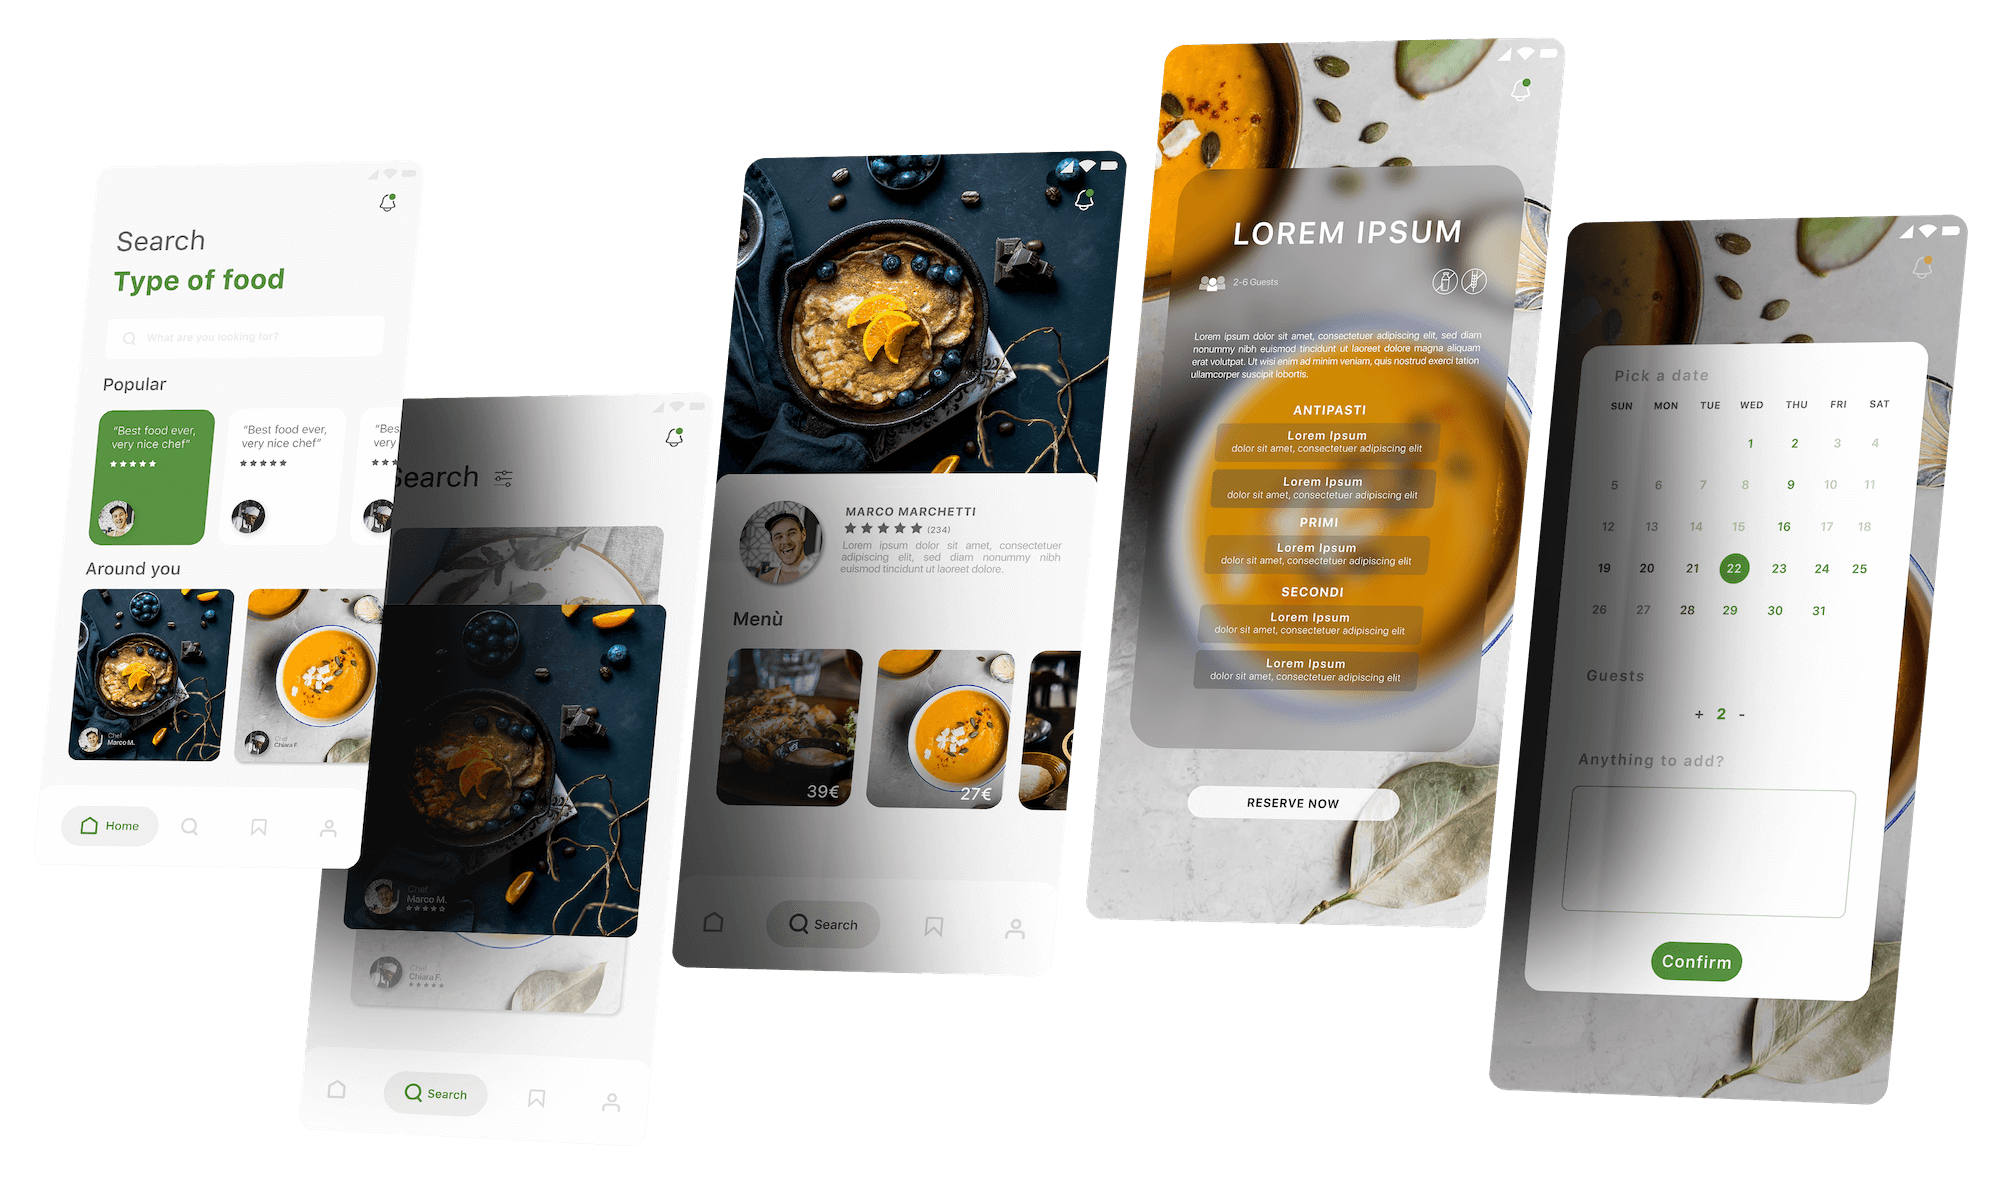 Search
Type of food
What are you looking for?
Popular
“Best food ever,
very nice chef”
“Best food ever,
very nice chef”
“Bes
very
Around you
Chef
Marco M.
Chef
Chiara F.
Home
Search
Chef
Marco M.
Chef
Chiara F.
Search
MARCO MARCHETTI
(234)
Lorem ipsum dolor sit amet, consectetuer
adipiscing elit, sed diam nonummy nibh
euismod tincidunt ut laoreet dolore.
Menù
39€
27€
Search
LOREM IPSUM
2-6 Guests
Lorem ipsum dolor sit amet, consectetuer adipiscing elit, sed diam
nonummy nibh euismod tincidunt ut laoreet dolore magna aliquam
erat volutpat. Ut wisi enim ad minim veniam, quis nostrud exerci tation
ullamcorper suscipit lobortis.
ANTIPASTI
Lorem Ipsum
dolor sit amet, consectetuer adipiscing elit
Lorem Ipsum
dolor sit amet, consectetuer adipiscing elit
PRIMI
Lorem Ipsum
dolor sit amet, consectetuer adipiscing elit
SECONDI
Lorem Ipsum
dolor sit amet, consectetuer adipiscing elit
Lorem Ipsum
dolor sit amet, consectetuer adipiscing elit
RESERVE NOW
Pick a date
SUN MON TUE WED THU FRI SAT
1 2 3 4
5 6 7 8 9 10 11
12 13 14 15 16 17 18
19 20 21 22 23 24 25
26 27 28 29 30 31
Guests
+ 2 -
Anything to add?
Confirm